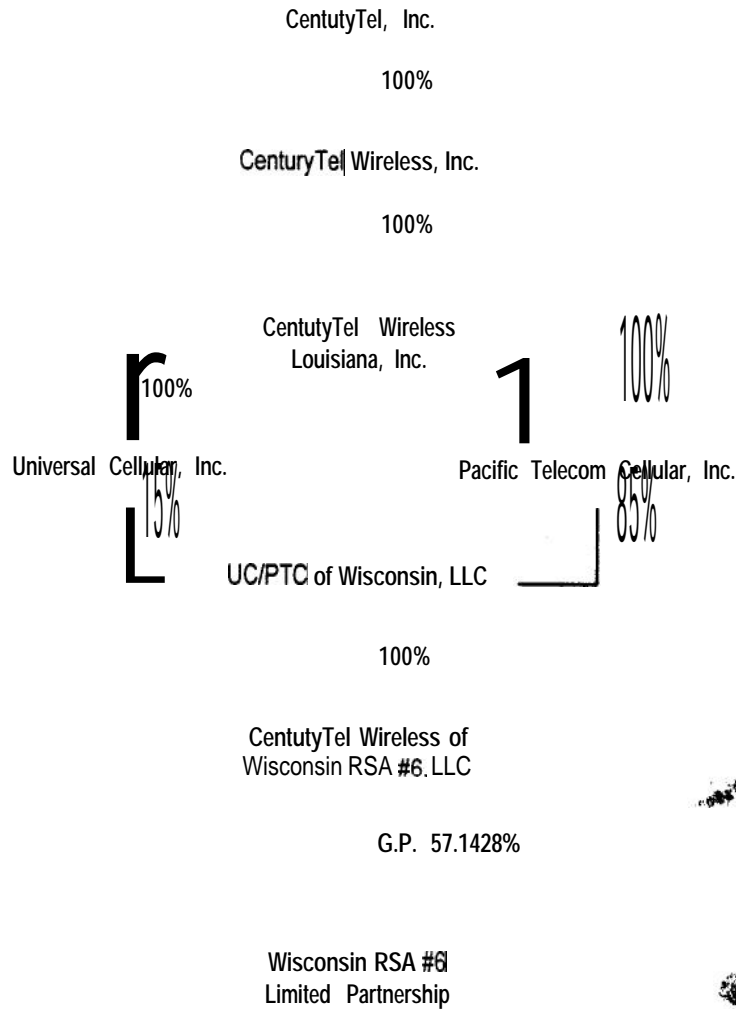 CentutyTel, Inc.
100%
CenturyTel Wireless, Inc.
100%
CentutyTel Wireless
Louisiana, Inc.
100%
100%
Universal Cellular, Inc.
Pacific Telecom Cellular, Inc.
15%
85%
UC/PTC of Wisconsin, LLC
100%
CentutyTel Wireless of
Wisconsin RSA #6, LLC
G.P. 57.1428%
Wisconsin RSA #6
Limited Partnership